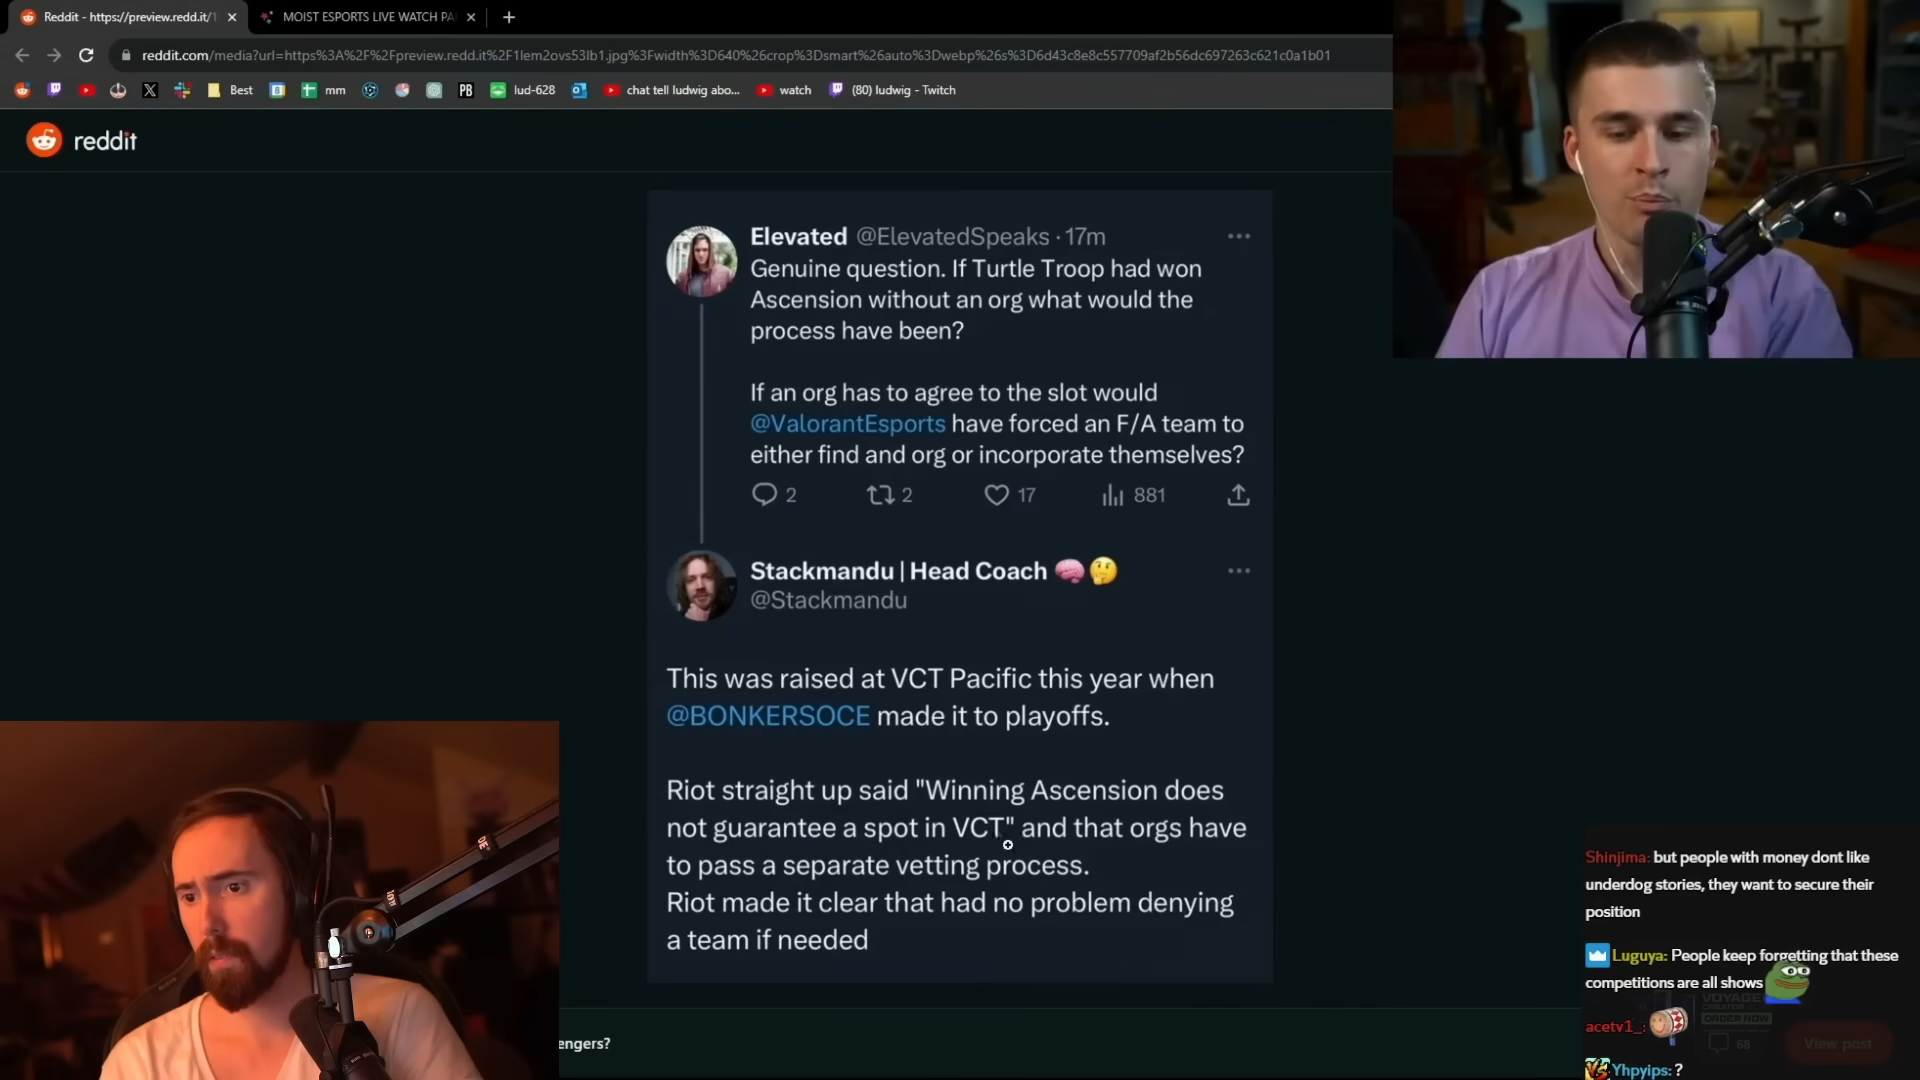 Reddit - https://preview.redd.it/1
MOIST ESPORTS LIVE WATCH PA
reddit.com/media?url=https%3A%2F%2Fpreview.redd.it%2F1lem2ovs53lb1.jpg%3Fwidth%3D640%26crop%3Dsmart%26auto%3Dwebp%26s%3D6d43c8e8c557709af2b56dc697263c621c0a1b01
Best
mm
PB
lud-628
chat tell ludwig abo...
watch
(80) ludwig - Twitch
reddit
Elevated @ElevatedSpeaks · 17m
Genuine question. If Turtle Troop had won
Ascension without an org what would the
process have been?
If an org has to agree to the slot would
@ValorantEsports have forced an F/A team to
either find and org or incorporate themselves?
2 2 17 881
Stackmandu | Head Coach 🧠🤔
@Stackmandu
This was raised at VCT Pacific this year when
@BONKERSOCE made it to playoffs.
Riot straight up said "Winning Ascension does
not guarantee a spot in VCT" and that orgs have
to pass a separate vetting process.
Riot made it clear that had no problem denying
a team if needed
engers?
Shinjima: but people with money dont like
underdog stories, they want to secure their
position
Luguya: People keep forgetting that these
competitions are all shows
acetv1_:
VOYAGE
ORDER NOW
68
View post
Yhpyips: ?